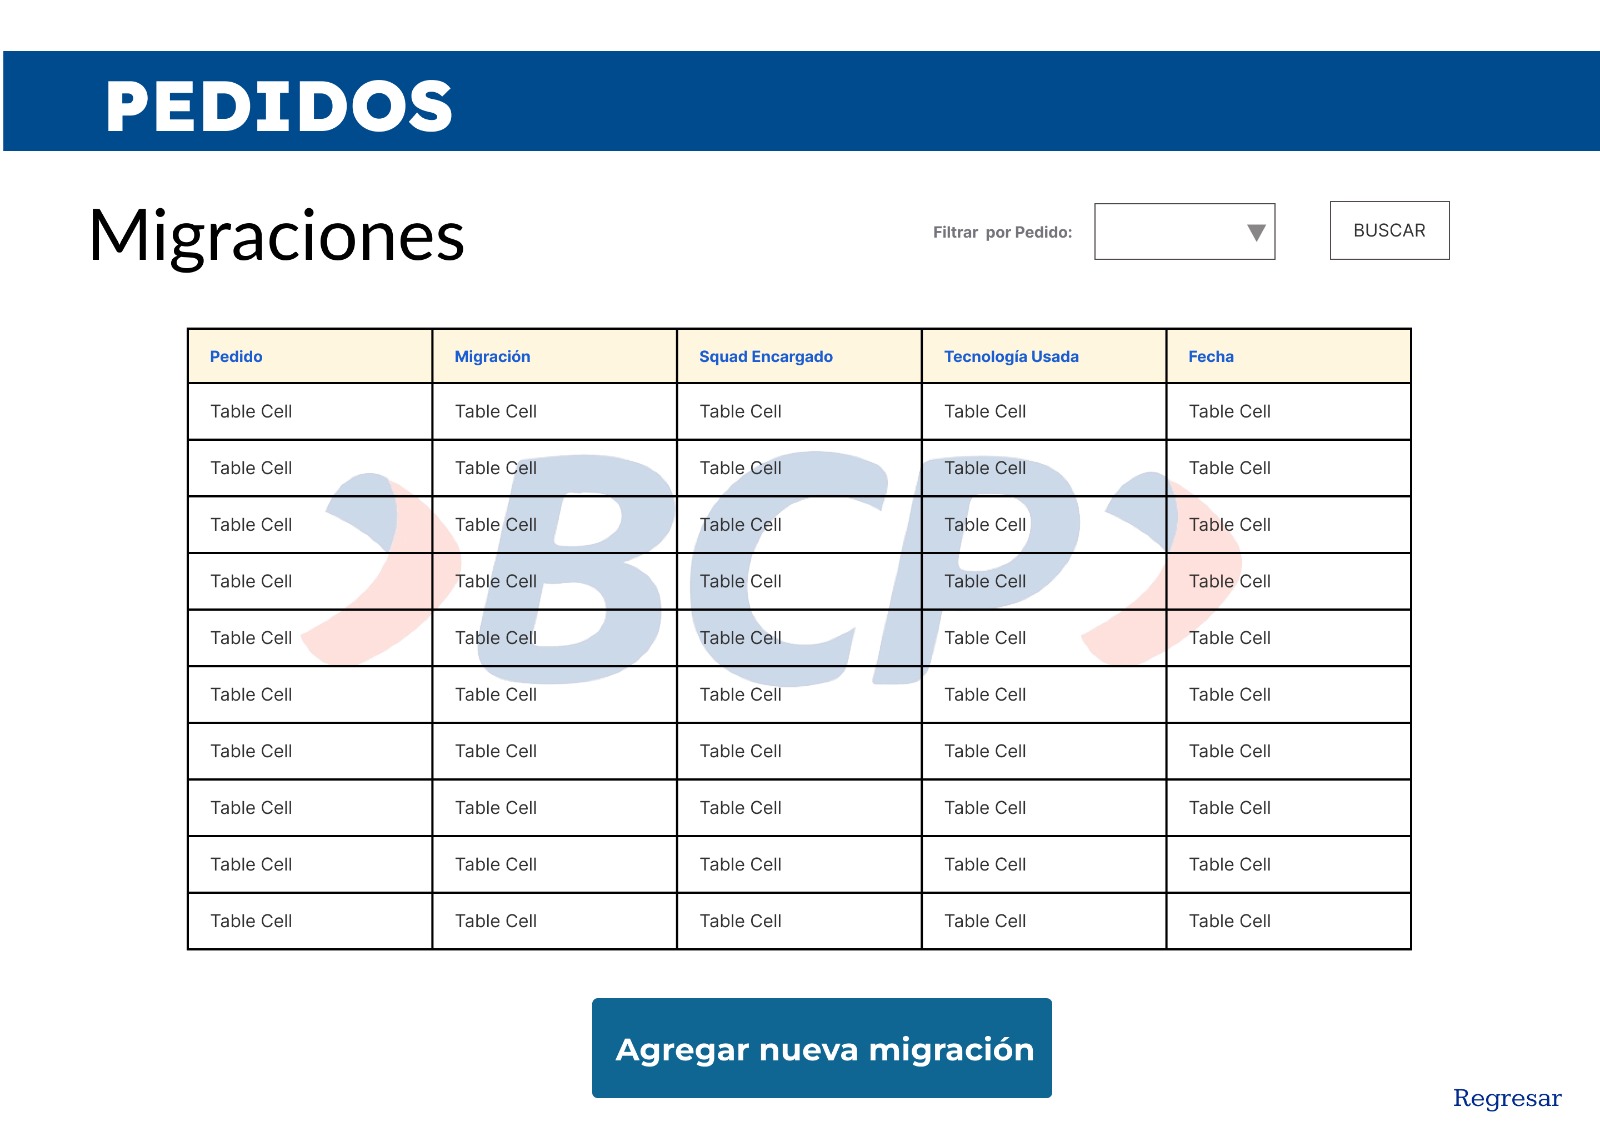 PEDIDOS
Migraciones
Filtrar por Pedido:
BUSCAR
Pedido Migración Squad Encargado Tecnología Usada Fecha
Table Cell Table Cell Table Cell Table Cell Table Cell
Table Cell Table Cell Table Cell Table Cell Table Cell
Table Cell Table Cell Table Cell Table Cell Table Cell
Table Cell Table Cell Table Cell Table Cell Table Cell
Table Cell Table Cell Table Cell Table Cell Table Cell
Table Cell Table Cell Table Cell Table Cell Table Cell
Table Cell Table Cell Table Cell Table Cell Table Cell
Table Cell Table Cell Table Cell Table Cell Table Cell
Table Cell Table Cell Table Cell Table Cell Table Cell
Table Cell Table Cell Table Cell Table Cell Table Cell
BCP
Agregar nueva migración
Regresar